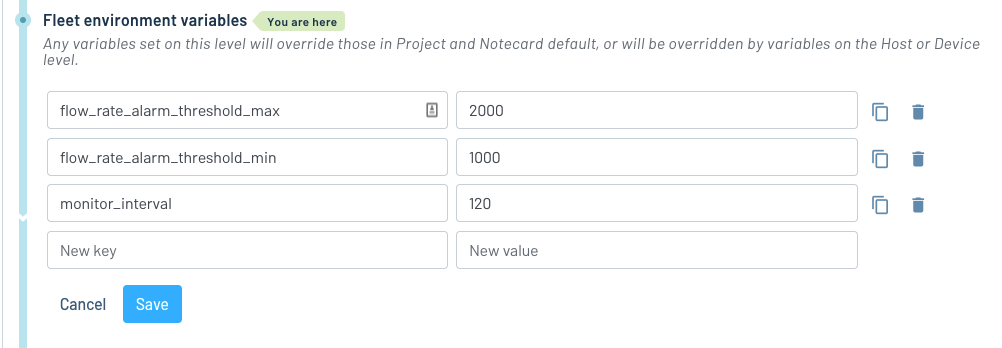 Fleet environment variables You are here
Any variables set on this level will override those in Project and Notecard default, or will be overridden by variables on the Host or Device
level.
flow_rate_alarm_threshold_max 2000
flow_rate_alarm_threshold_min 1000
monitor_interval 120
New key New value
Cancel Save